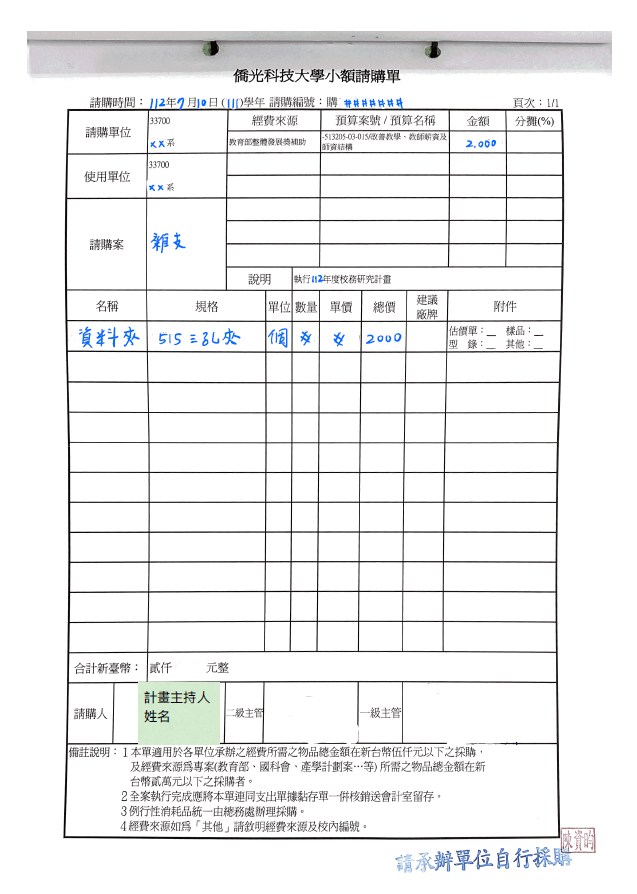 僑光科技大學小額請購單
請購時間：112年7月10日(111)學年 請購編號：購 #######
頁次：1/1
請購單位
33700
XX系
經費來源
預算案號 / 預算名稱
金額
分攤(%)
教育部整體發展獎補助
-513205-03-015/改善教學、教師薪資及師資結構
2.000
使用單位
33700
XX系
請購案
雜支
說明
執行112年度校務研究計畫
名稱
規格
單位
數量
單價
總價
建議廠牌
附件
資料夾
515三孔夾
個
2000
估價單：__ 樣品：__
型 錄：__ 其他：__
合計新臺幣：
貳仟 元整
請購人
計畫主持人
姓名
二級主管
一級主管
備註說明：1本單適用於各單位承辦之經費所需之物品總金額在新台幣伍仟元以下之採購，
及經費來源爲專案(教育部、國科會、產學計劃案…等) 所需之物品總金額在新
台幣貳萬元以下之採購者。
2全案執行完成應將本單連同支出單據黏存單一併核銷送會計室留存。
3例行性消耗品統一由總務處辦理採購。
4經費來源如爲「其他」請敘明經費來源及校內編號。
請承辦單位自行採購
陳資昀